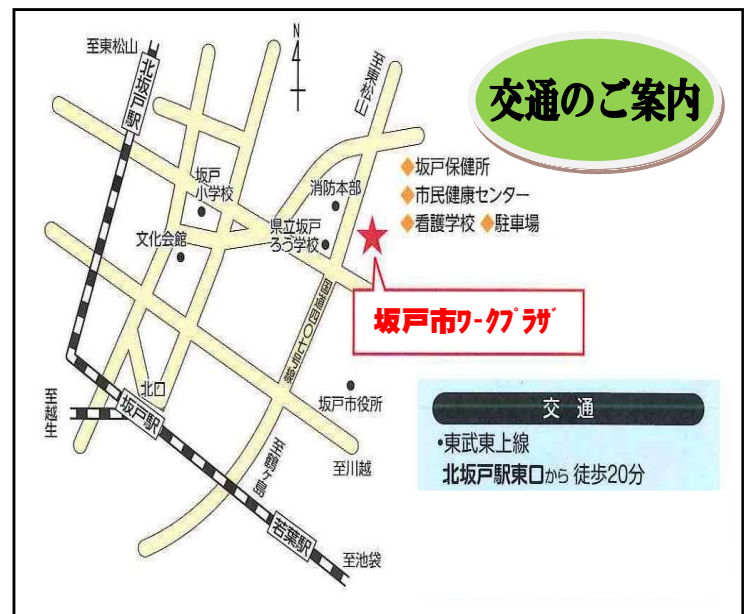 交通のご案内
至東松山
北坂戸駅
N
至東松山
坂戸
小学校
消防本部
文化会館
県立坂戸
ろう学校
◆坂戸保健所
◆市民健康センター
◆看護学校 ◆駐車場
坂戸市ワークプラザ
国道四〇七号線
北口
坂戸駅
至越生
坂戸市役所
至川越
至鶴ヶ島
若葉駅
至池袋
交通
・東武東上線
北坂戸駅東口から 徒歩20分